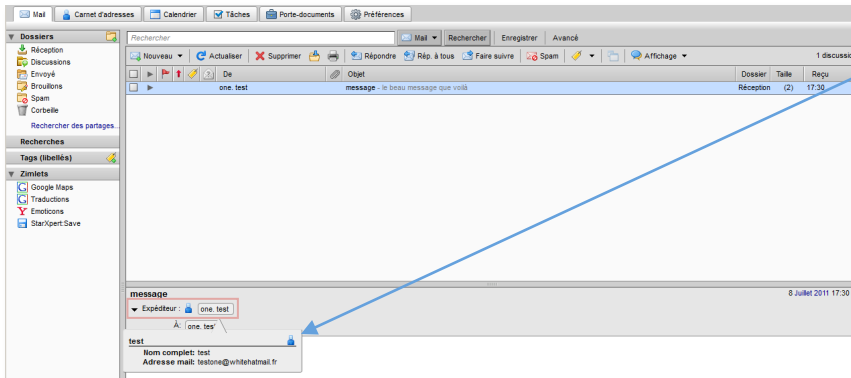 Mail Carnet d'adresses Calendrier Tâches Porte-documents Préférences
Dossiers
Réception
Discussions
Envoyé
Brouillons
Spam
Corbeille
Rechercher des partages...
Recherches
Tags (libellés)
Zimlets
Google Maps
Traductions
Emoticons
StarXpert:Save
Rechercher Mail Rechercher Enregistrer Avancé
Nouveau Actualiser Supprimer Répondre Rép. à tous Faire suivre Spam Affichage 1 discussio
De Objet Dossier Taille Reçu
one. test message - le beau message que voilà Réception (2) 17:30
message 8 Juillet 2011 17:30
Expéditeur : one. test
À: one. tes
test
Nom complet: test
Adresse mail: testone@whitehatmail.fr